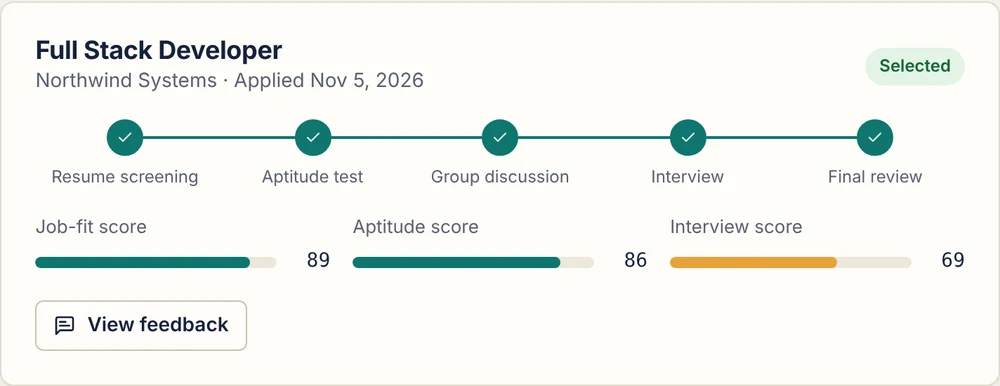 Full Stack Developer
Northwind Systems · Applied Nov 5, 2026
Selected
Resume screening
Aptitude test
Group discussion
Interview
Final review
Job-fit score
89
Aptitude score
86
Interview score
69
View feedback